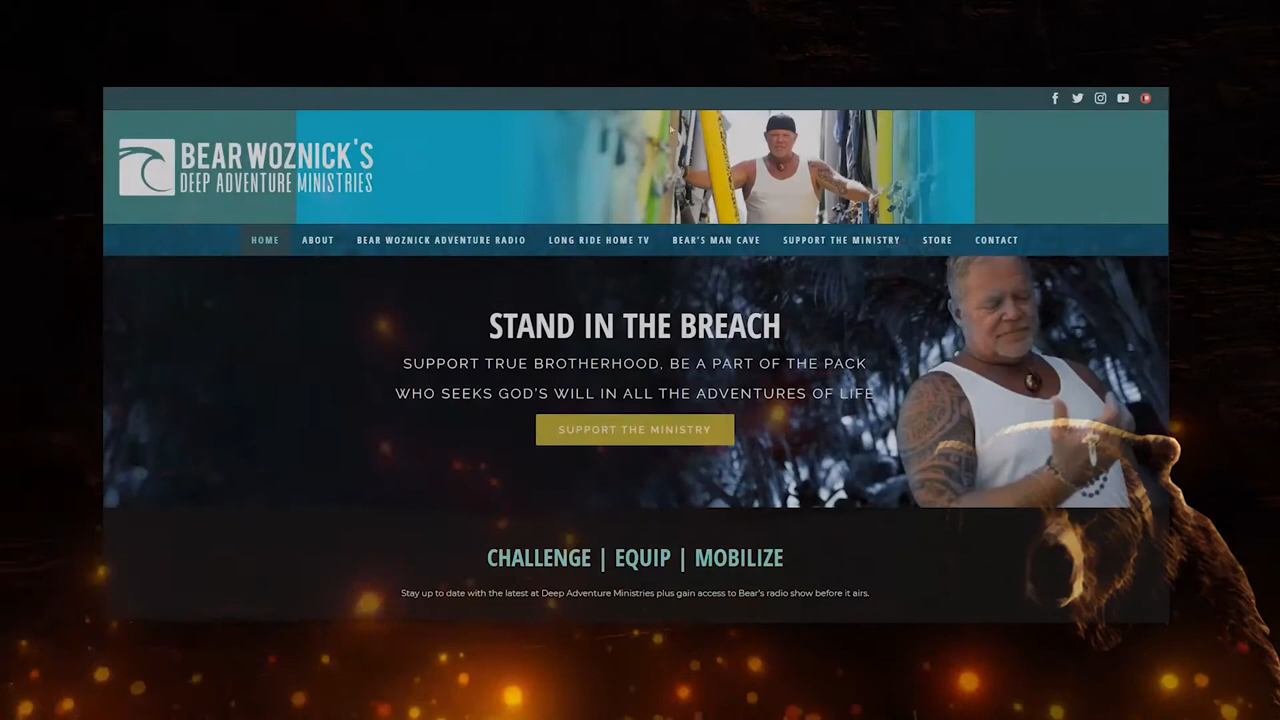 BEAR WOZNICK'S
DEEP ADVENTURE MINISTRIES
HOME ABOUT BEAR WOZNICK ADVENTURE RADIO LONG RIDE HOME TV BEAR'S MAN CAVE SUPPORT THE MINISTRY STORE CONTACT
STAND IN THE BREACH
SUPPORT TRUE BROTHERHOOD, BE A PART OF THE PACK
WHO SEEKS GOD'S WILL IN ALL THE ADVENTURES OF LIFE
SUPPORT THE MINISTRY
CHALLENGE | EQUIP | MOBILIZE
Stay up to date with the latest at Deep Adventure Ministries plus gain access to Bear's radio show before it airs.